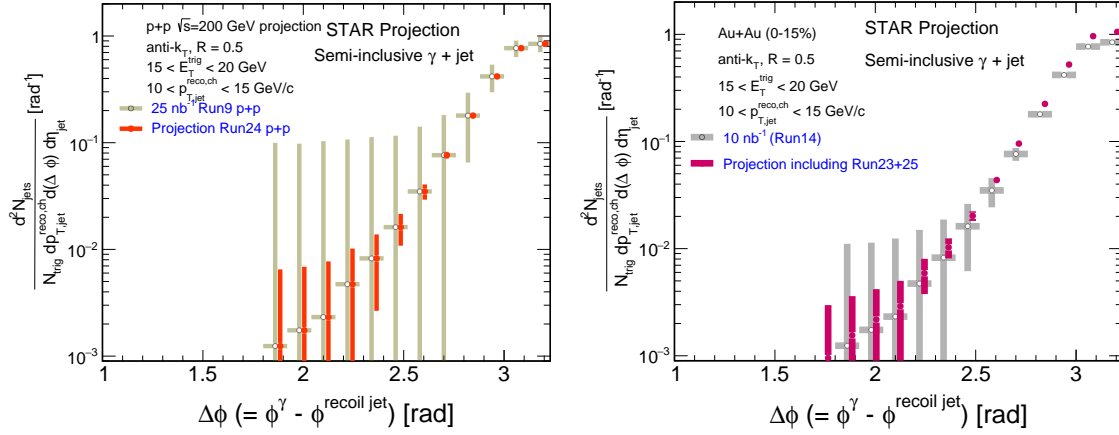 p+p √s=200 GeV projection
anti-k_T, R = 0.5
15 < E_T^trig < 20 GeV
10 < p_T,jet^reco,ch < 15 GeV/c
25 nb^-1 Run9 p+p
Projection Run24 p+p
STAR Projection
Semi-inclusive γ + jet
d²N_jets
N_trig dp_T,jet^reco,ch d(Δ φ) dη_jet
[rad^-1]
1
10^-1
10^-2
10^-3
1 1.5 2 2.5 3
Δφ (= φ^γ - φ^recoil jet) [rad]
Au+Au (0-15%)
anti-k_T, R = 0.5
15 < E_T^trig < 20 GeV
10 < p_T,jet^reco,ch < 15 GeV/c
10 nb^-1 (Run14)
Projection including Run23+25
STAR Projection
Semi-inclusive γ + jet
d²N_jets
N_trig dp_T,jet^reco,ch d(Δ φ) dη_jet
[rad^-1]
1
10^-1
10^-2
10^-3
1 1.5 2 2.5 3
Δφ (= φ^γ - φ^recoil jet) [rad]